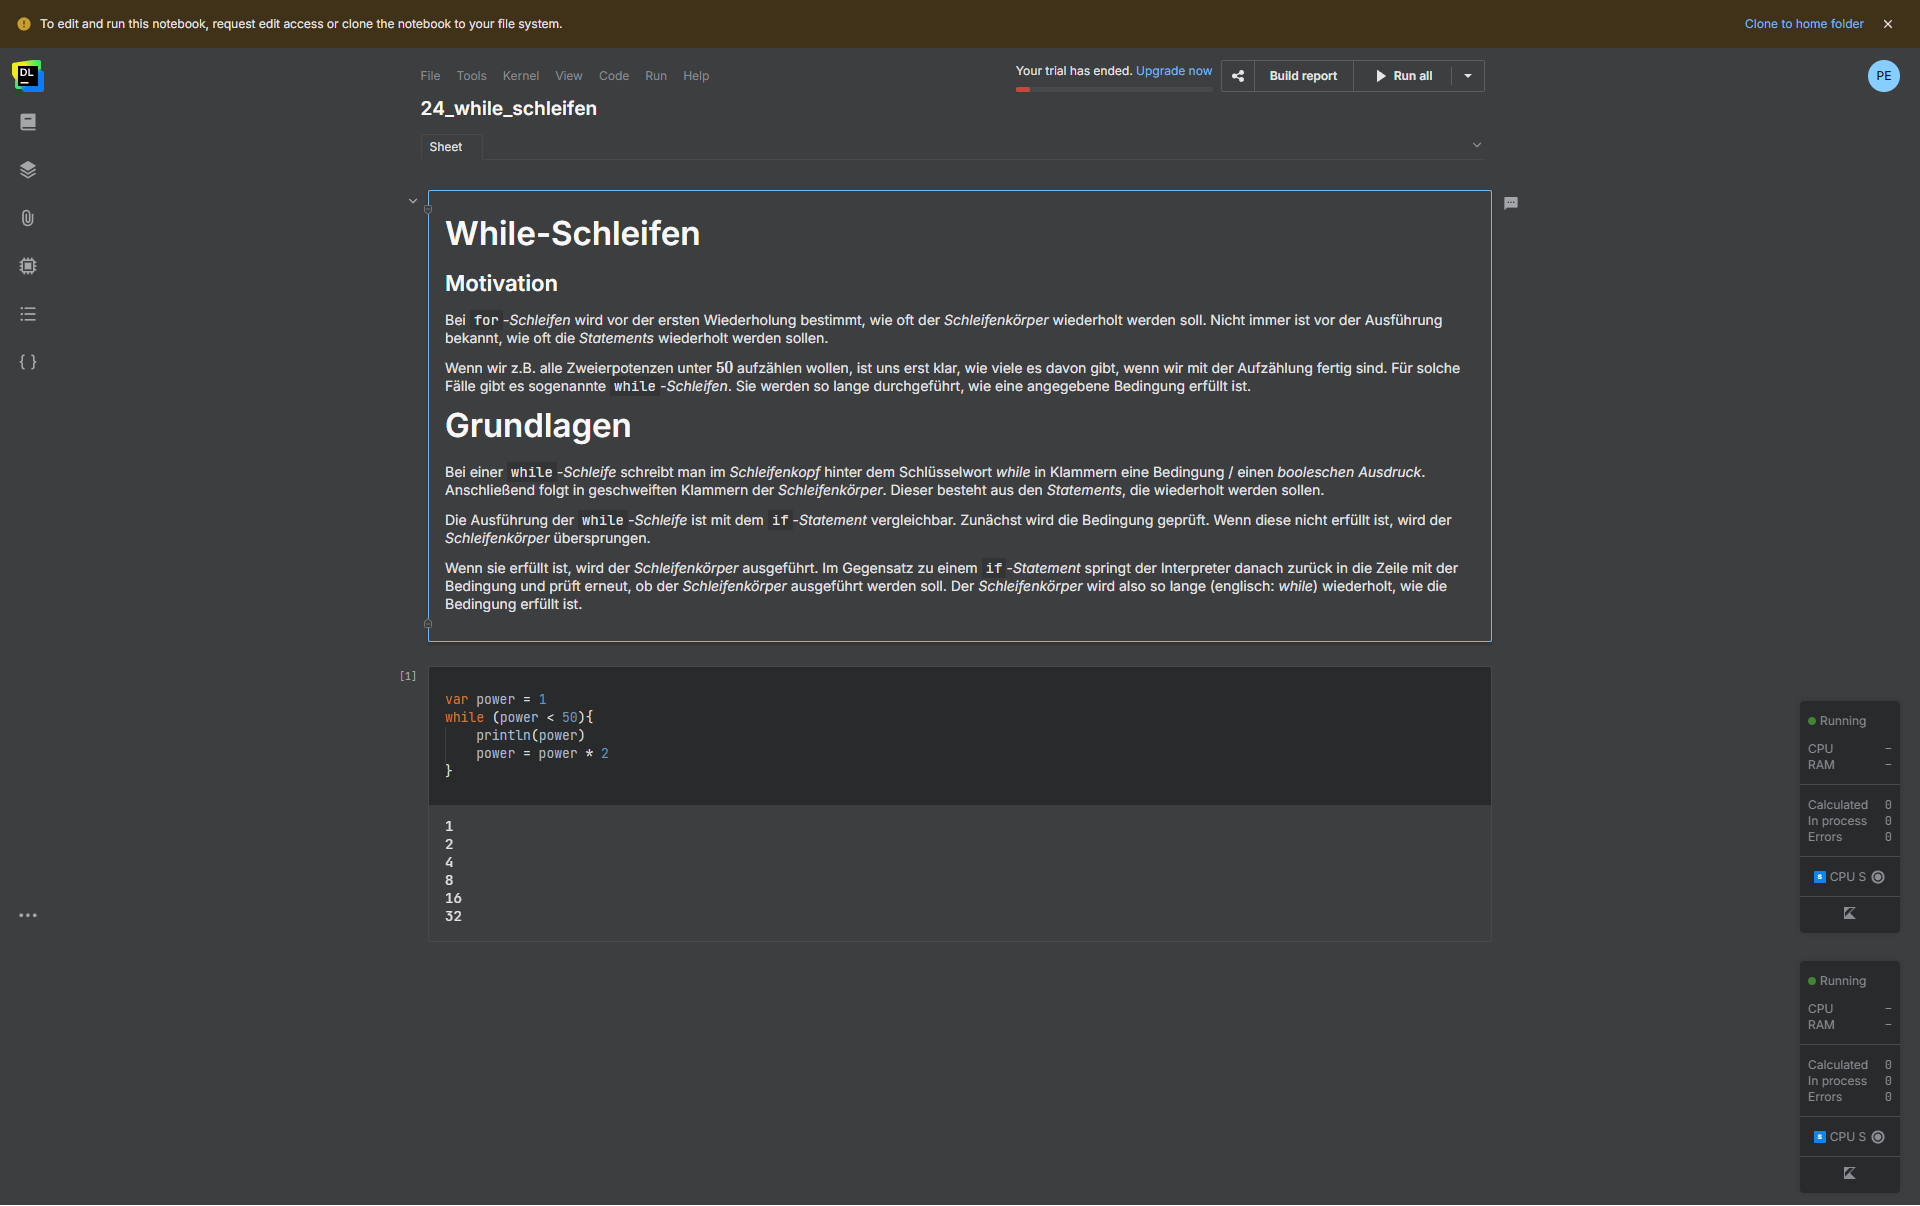 To edit and run this notebook, request edit access or clone the notebook to your file system.
Clone to home folder
DL
File Tools Kernel View Code Run Help
Your trial has ended. Upgrade now
Build report
Run all
PE
24_while_schleifen
Sheet
While-Schleifen
Motivation
Bei for -Schleifen wird vor der ersten Wiederholung bestimmt, wie oft der Schleifenkörper wiederholt werden soll. Nicht immer ist vor der Ausführung
bekannt, wie oft die Statements wiederholt werden sollen.
Wenn wir z.B. alle Zweierpotenzen unter 50 aufzählen wollen, ist uns erst klar, wie viele es davon gibt, wenn wir mit der Aufzählung fertig sind. Für solche
Fälle gibt es sogenannte while -Schleifen. Sie werden so lange durchgeführt, wie eine angegebene Bedingung erfüllt ist.
Grundlagen
Bei einer while -Schleife schreibt man im Schleifenkopf hinter dem Schlüsselwort while in Klammern eine Bedingung / einen booleschen Ausdruck.
Anschließend folgt in geschweiften Klammern der Schleifenkörper. Dieser besteht aus den Statements, die wiederholt werden sollen.
Die Ausführung der while -Schleife ist mit dem if -Statement vergleichbar. Zunächst wird die Bedingung geprüft. Wenn diese nicht erfüllt ist, wird der
Schleifenkörper übersprungen.
Wenn sie erfüllt ist, wird der Schleifenkörper ausgeführt. Im Gegensatz zu einem if -Statement springt der Interpreter danach zurück in die Zeile mit der
Bedingung und prüft erneut, ob der Schleifenkörper ausgeführt werden soll. Der Schleifenkörper wird also so lange (englisch: while) wiederholt, wie die
Bedingung erfüllt ist.
[1]
var power = 1
while (power < 50){
    println(power)
    power = power * 2
}
1
2
4
8
16
32
Running
CPU –
RAM –
Calculated 0
In process 0
Errors 0
s CPU S
Running
CPU –
RAM –
Calculated 0
In process 0
Errors 0
s CPU S